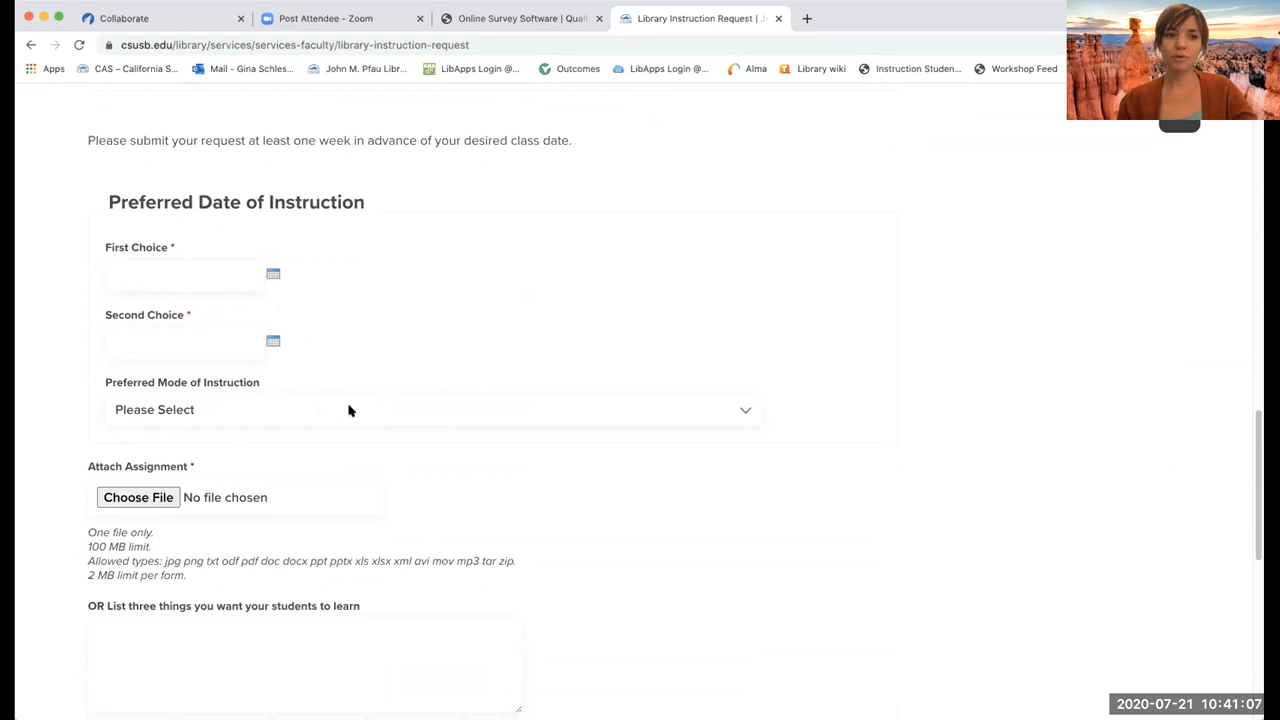 Collaborate
Post Attendee - Zoom
Online Survey Software | Qual
Library Instruction Request | J
csusb.edu/library/services/services-faculty/library-instruction-request
Apps
CAS – California S...
Mail - Gina Schles...
John M. Pfau Libr...
LibApps Login @...
Outcomes
LibApps Login @...
Alma
Library wiki
Instruction Studen...
Workshop Feed
Please submit your request at least one week in advance of your desired class date.
Preferred Date of Instruction
First Choice *
Second Choice *
Preferred Mode of Instruction
Please Select
Attach Assignment *
Choose File No file chosen
One file only.
100 MB limit.
Allowed types: jpg png txt odf pdf doc docx ppt pptx xls xlsx xml avi mov mp3 tar zip.
2 MB limit per form.
OR List three things you want your students to learn
2020-07-21 10:41:07